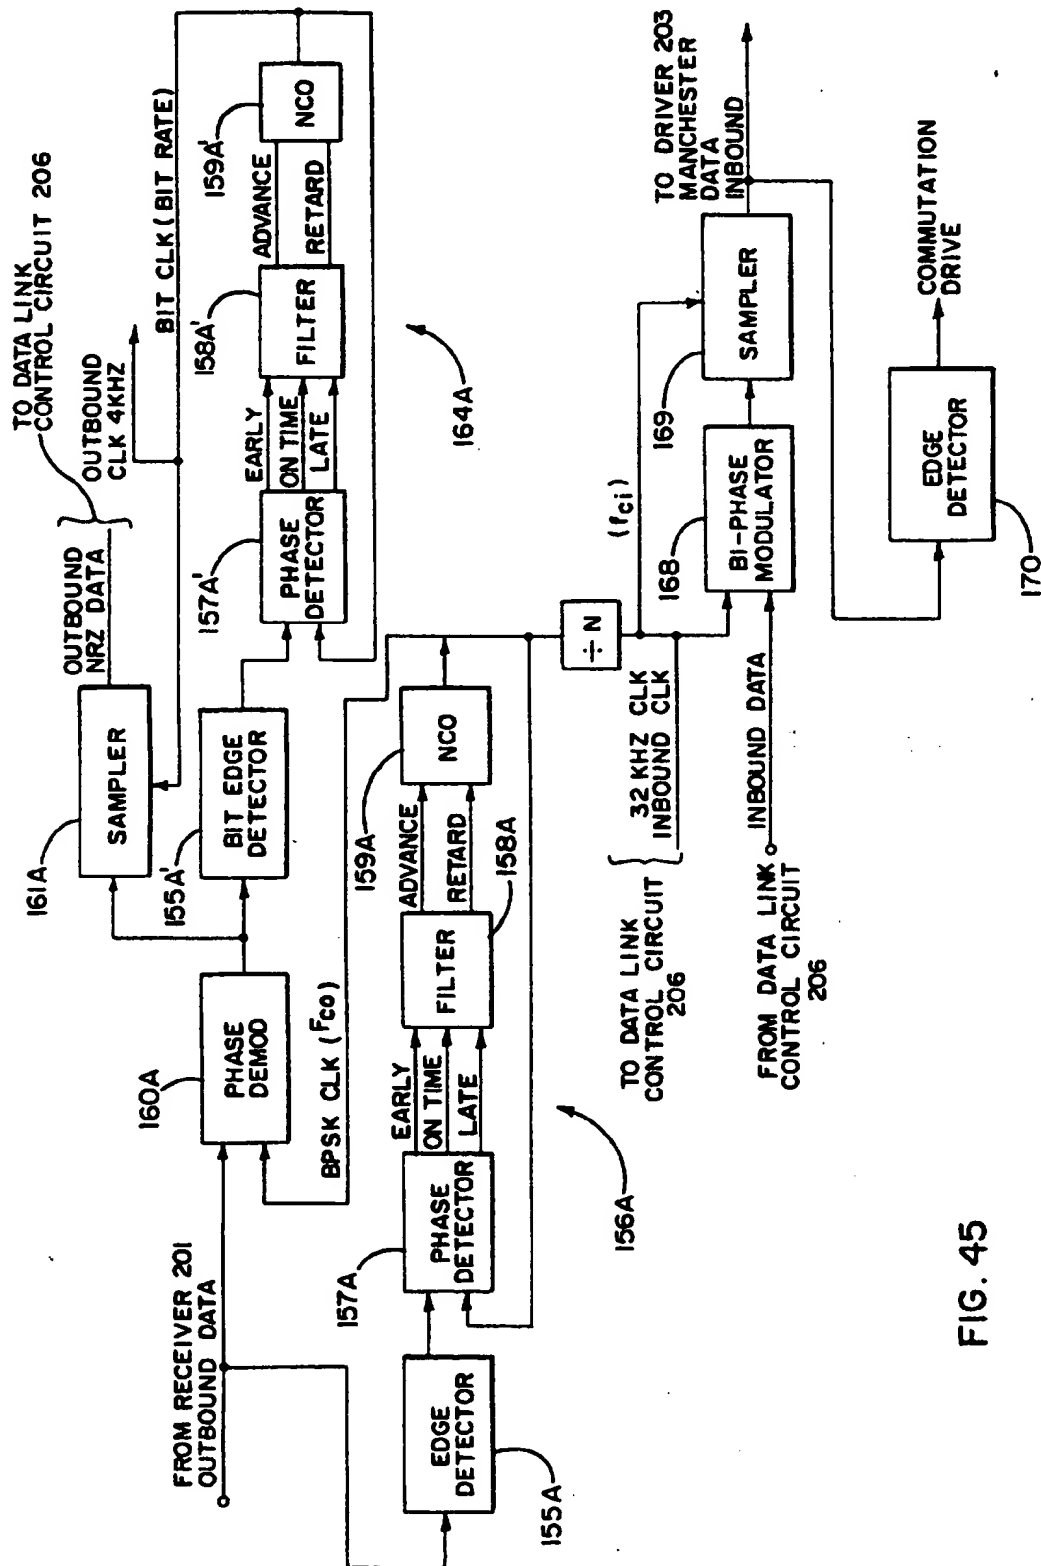 TO DATA LINK
CONTROL CIRCUIT 206
OUTBOUND
NRZ DATA
OUTBOUND
CLK 4KHZ
BIT CLK (BIT RATE)
161A
SAMPLER
155A'
BIT EDGE
DETECTOR
157A'
PHASE
DETECTOR
EARLY
ON TIME
LATE
158A'
FILTER
ADVANCE
RETARD
159A'
NCO
164A
FROM RECEIVER 201
OUTBOUND DATA
160A
PHASE
DEMOD
BPSK CLK (FCO)
155A
EDGE
DETECTOR
157A
PHASE
DETECTOR
EARLY
ON TIME
LATE
FILTER
158A
ADVANCE
RETARD
159A
NCO
156A
÷ N
TO DATA LINK
CONTROL CIRCUIT
206
32 KHZ CLK
INBOUND CLK
(fci)
FROM DATA LINK
CONTROL CIRCUIT
206
INBOUND DATA
168
BI-PHASE
MODULATOR
169
SAMPLER
TO DRIVER 203
MANCHESTER
DATA
INBOUND
EDGE
DETECTOR
170
COMMUTATION
DRIVE
FIG. 45